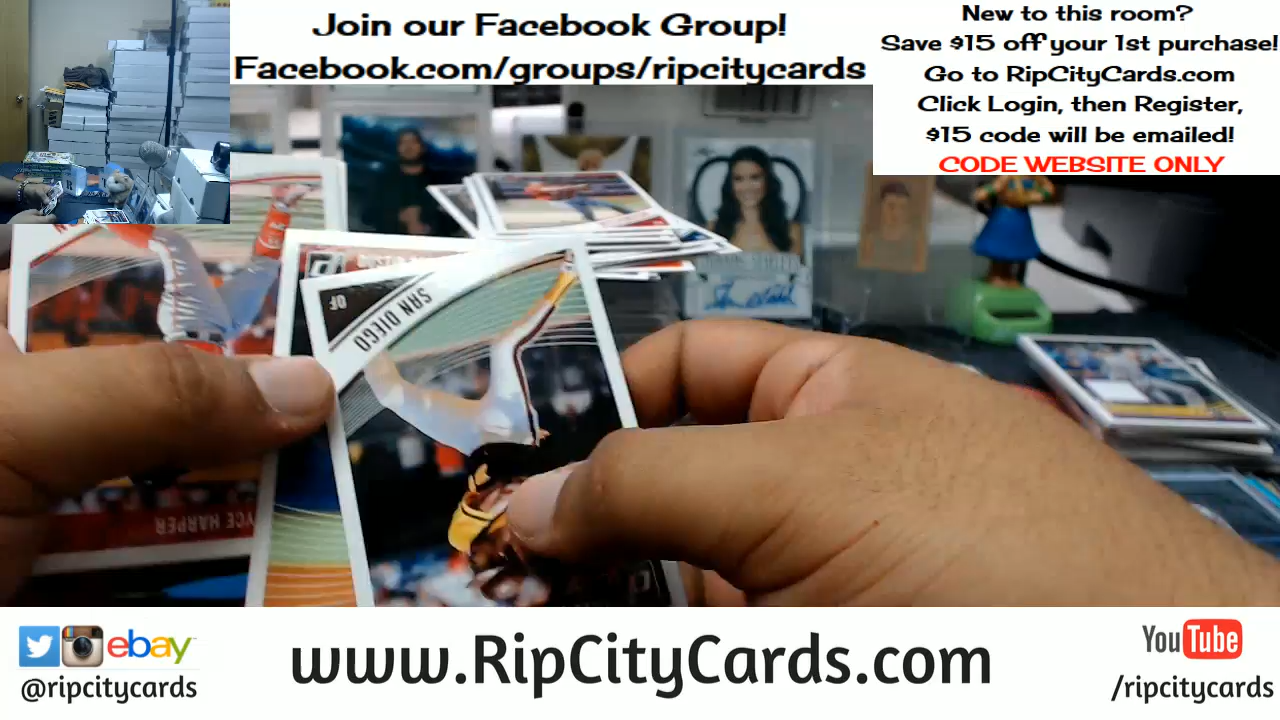 Join our Facebook Group!
Facebook.com/groups/ripcitycards
New to this room?
Save $15 off your 1st purchase!
Go to RipCityCards.com
Click Login, then Register,
$15 code will be emailed!
CODE WEBSITE ONLY
OF
SAN DIEGO
YCE HARPER
ebay
@ripcitycards
www.RipCityCards.com
YouTube
/ripcitycards